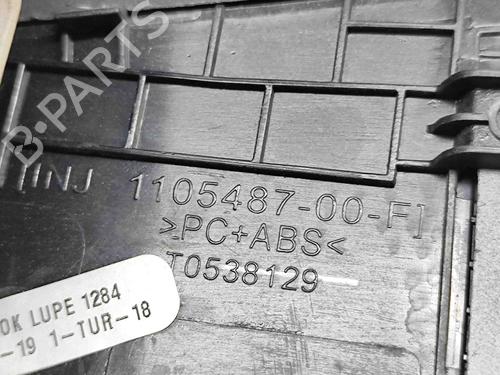 B-PARTS
INJ 1105487-00-F
>PC+ABS<
T0538129
OK LUPE 1284
-19 1-TUR-18